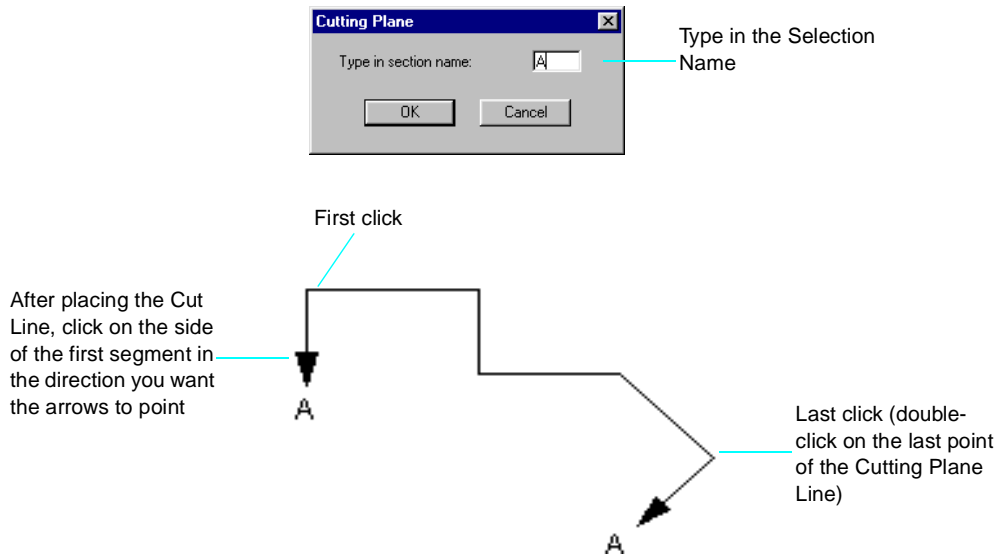 Cutting Plane
Type in section name:
A
OK
Cancel
Type in the Selection
Name
First click
After placing the Cut
Line, click on the side
of the first segment in
the direction you want
the arrows to point
A
Last click (double-
click on the last point
of the Cutting Plane
Line)
A